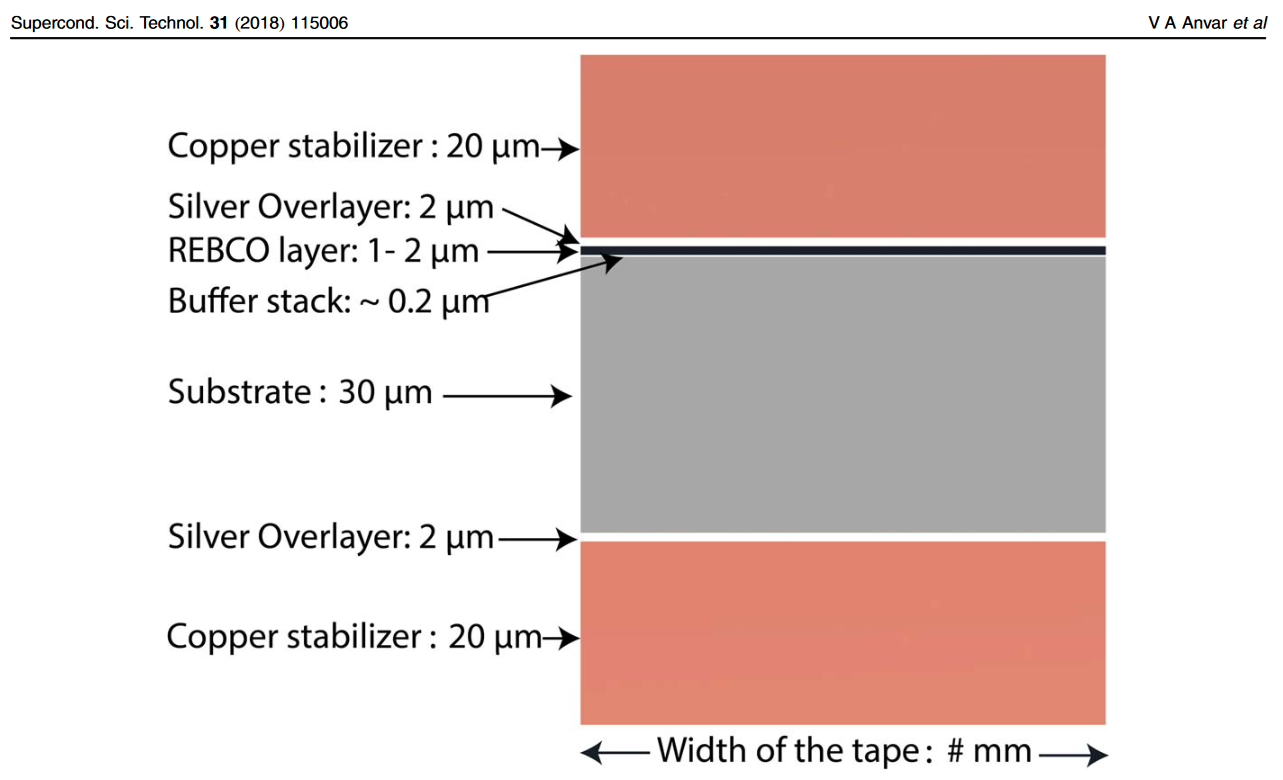 Supercond. Sci. Technol. 31 (2018) 115006
V A Anvar et al
Copper stabilizer : 20 µm
Silver Overlayer: 2 µm
REBCO layer: 1- 2 µm
Buffer stack: ~ 0.2 µm
Substrate : 30 µm
Silver Overlayer: 2 µm
Copper stabilizer : 20 µm
Width of the tape: # mm